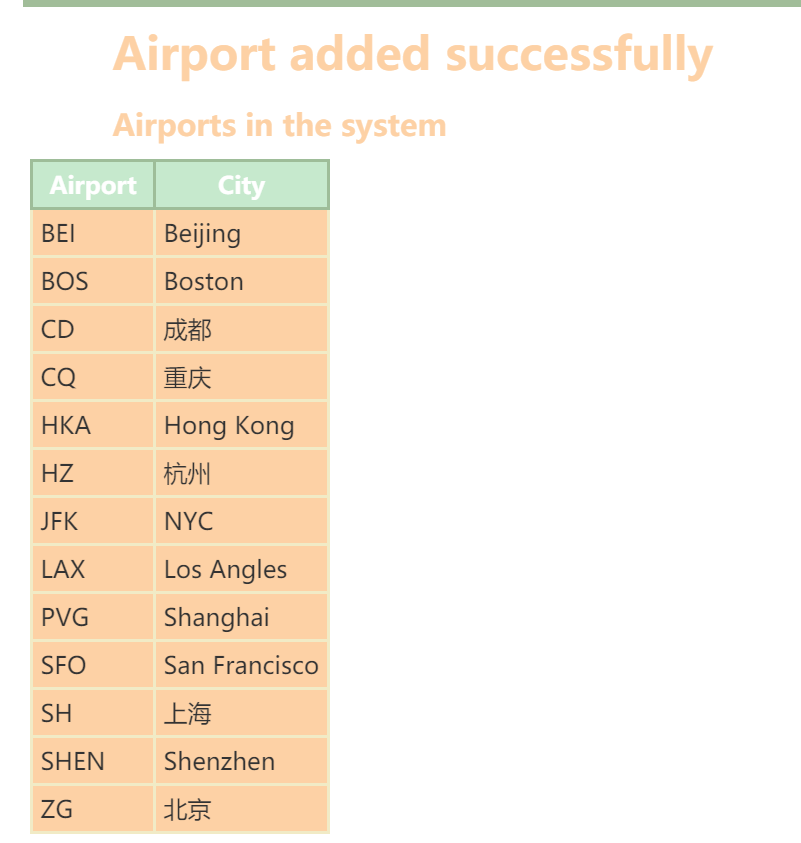 Airport added successfully
Airports in the system
Airport City
BEI Beijing
BOS Boston
CD 成都
CQ 重庆
HKA Hong Kong
HZ 杭州
JFK NYC
LAX Los Angles
PVG Shanghai
SFO San Francisco
SH 上海
SHEN Shenzhen
ZG 北京